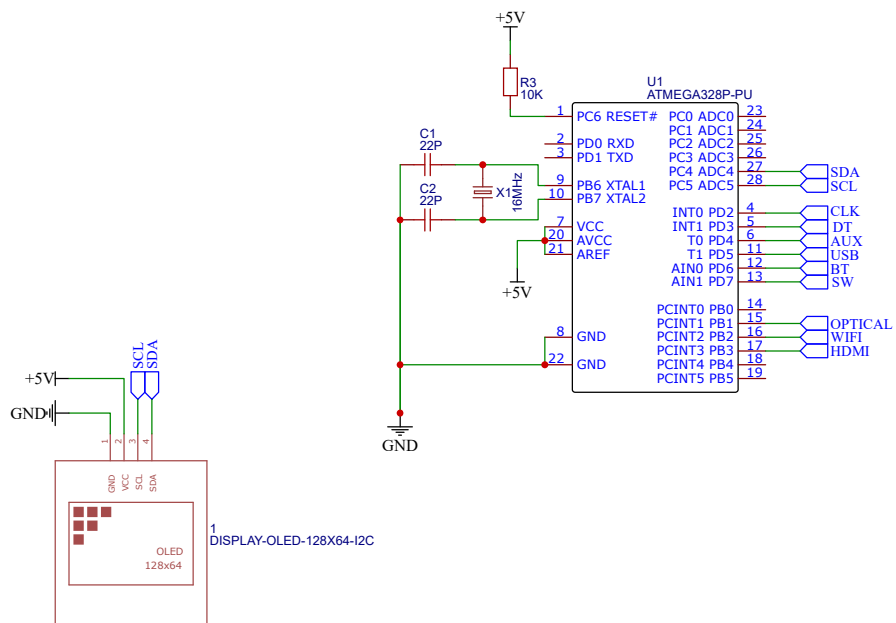 +5V
R3
10K
U1
ATMEGA328P-PU
1 PC6 RESET# PC0 ADC0 23
PC1 ADC1 24
2 PD0 RXD PC2 ADC2 25
3 PD1 TXD PC3 ADC3 26
PC4 ADC4 27 SDA
PC5 ADC5 28 SCL
C1
22P
C2
22P
X1
16MHz
9 PB6 XTAL1
10 PB7 XTAL2
INT0 PD2 4 CLK
7 VCC INT1 PD3 5 DT
20 AVCC T0 PD4 6 AUX
21 AREF T1 PD5 11 USB
AIN0 PD6 12 BT
AIN1 PD7 13 SW
+5V
PCINT0 PB0 14
PCINT1 PB1 15 OPTICAL
8 GND PCINT2 PB2 16 WIFI
PCINT3 PB3 17 HDMI
22 GND PCINT4 PB4 18
PCINT5 PB5 19
GND
SCL
SDA
+5V
GND
1 2 3 4
GND VCC SCL SDA
OLED
128x64
1
DISPLAY-OLED-128X64-I2C